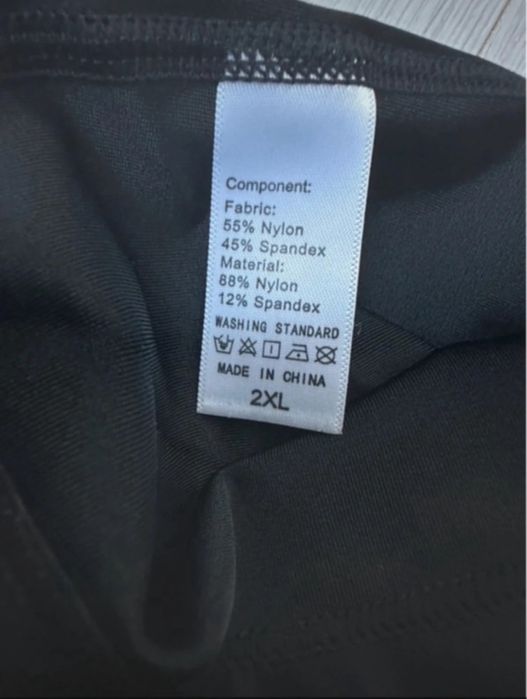 Component:
Fabric:
55% Nylon
45% Spandex
Material:
88% Nylon
12% Spandex
WASHING STANDARD
MADE IN CHINA
2XL